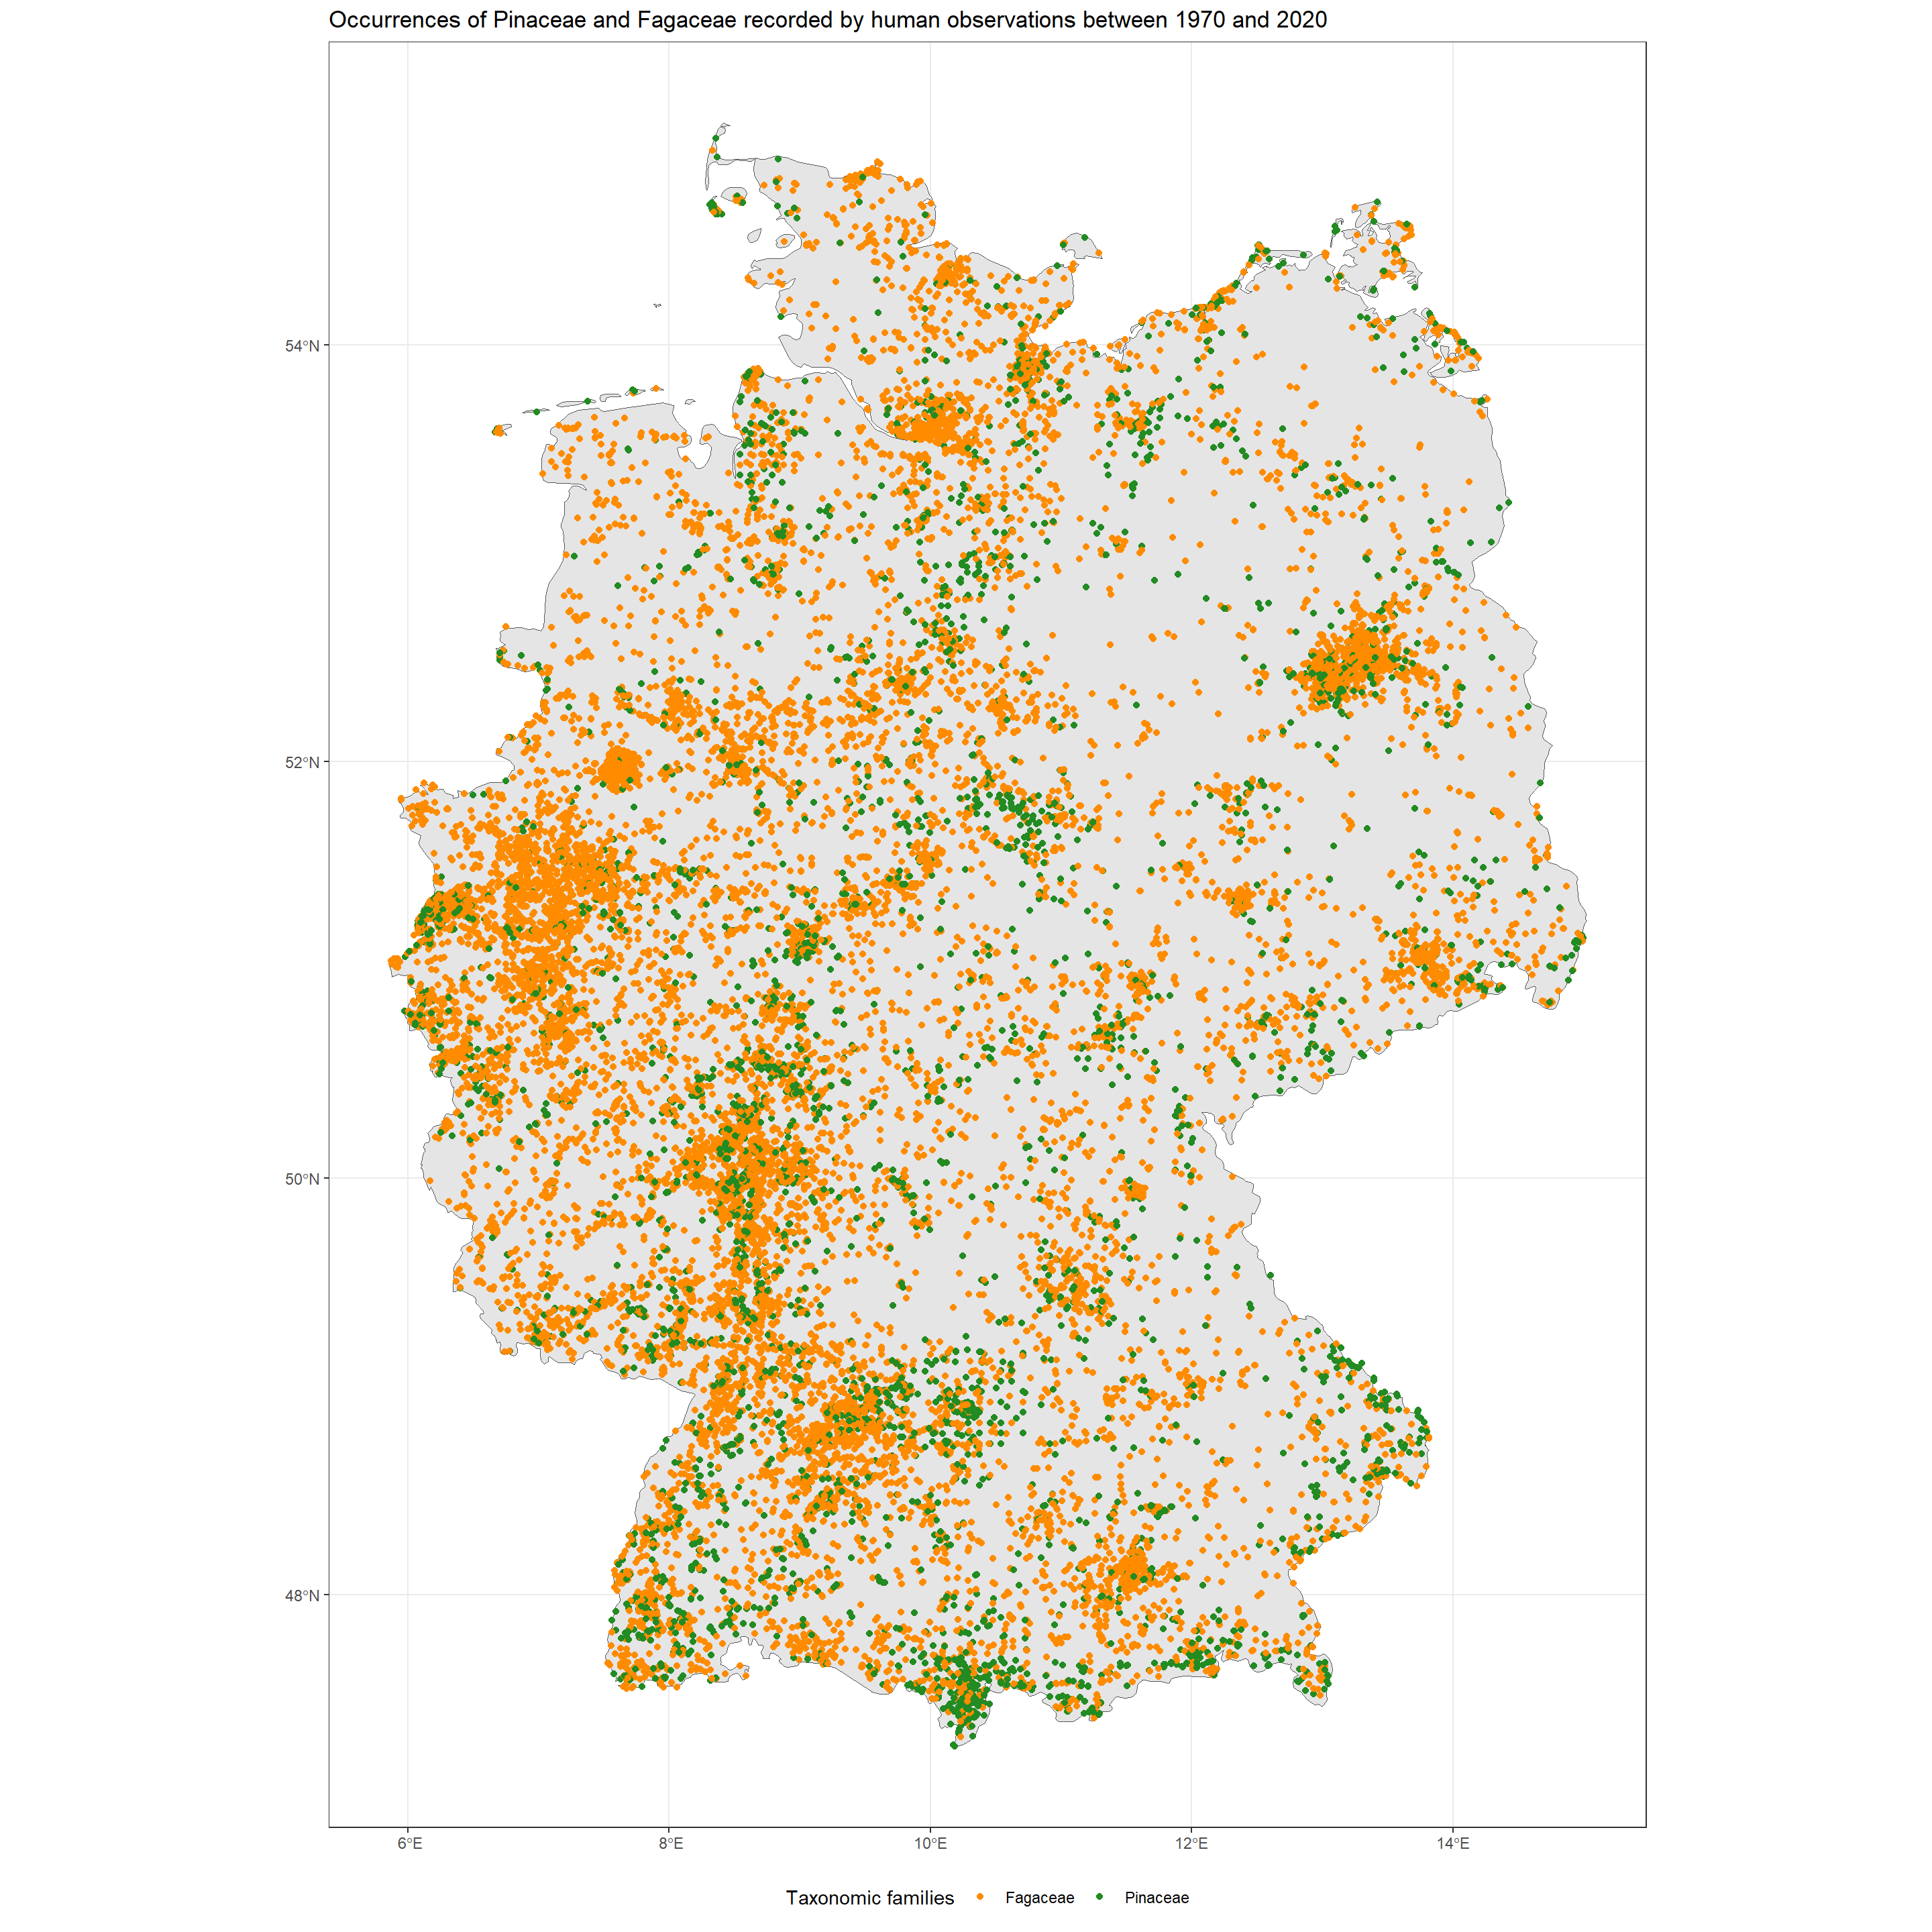 Occurrences of Pinaceae and Fagaceae recorded by human observations between 1970 and 2020
54°N
52°N
50°N
48°N
6°E 8°E 10°E 12°E 14°E
Taxonomic families Fagaceae Pinaceae